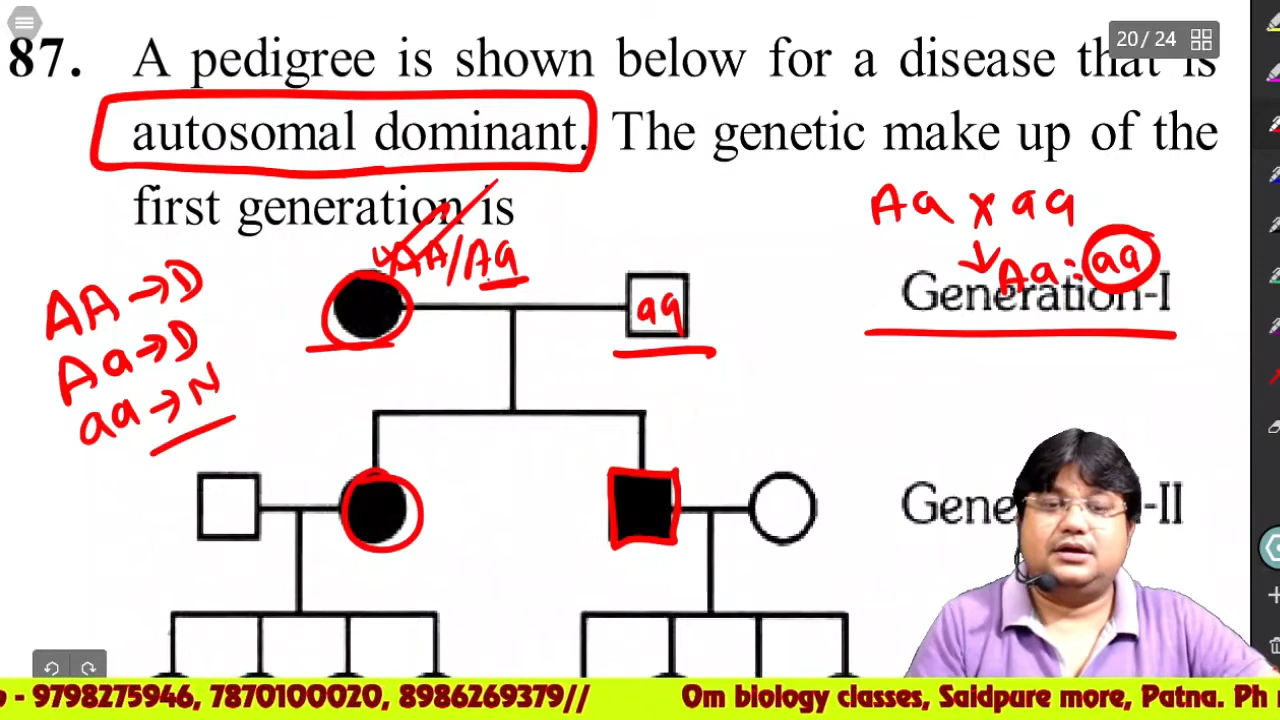 20 / 24
87. A pedigree is shown below for a disease that is
autosomal dominant. The genetic make up of the
first generation is
Aa x aa
Aa : aa
AA/Aa
aa
Generation-I
AA → D
Aa → D
aa → N
Gene -II
- 9798275946, 7870100020, 8986269379// Om biology classes, Saidpure more, Patna. Ph